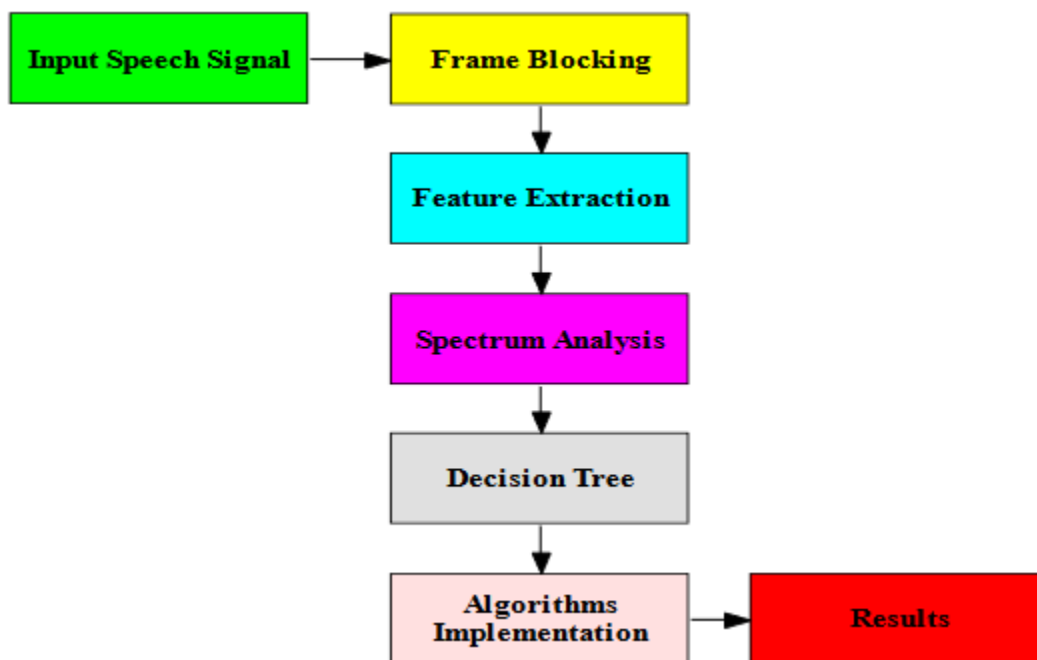 Input Speech Signal
Frame Blocking
Feature Extraction
Spectrum Analysis
Decision Tree
Algorithms
Implementation
Results